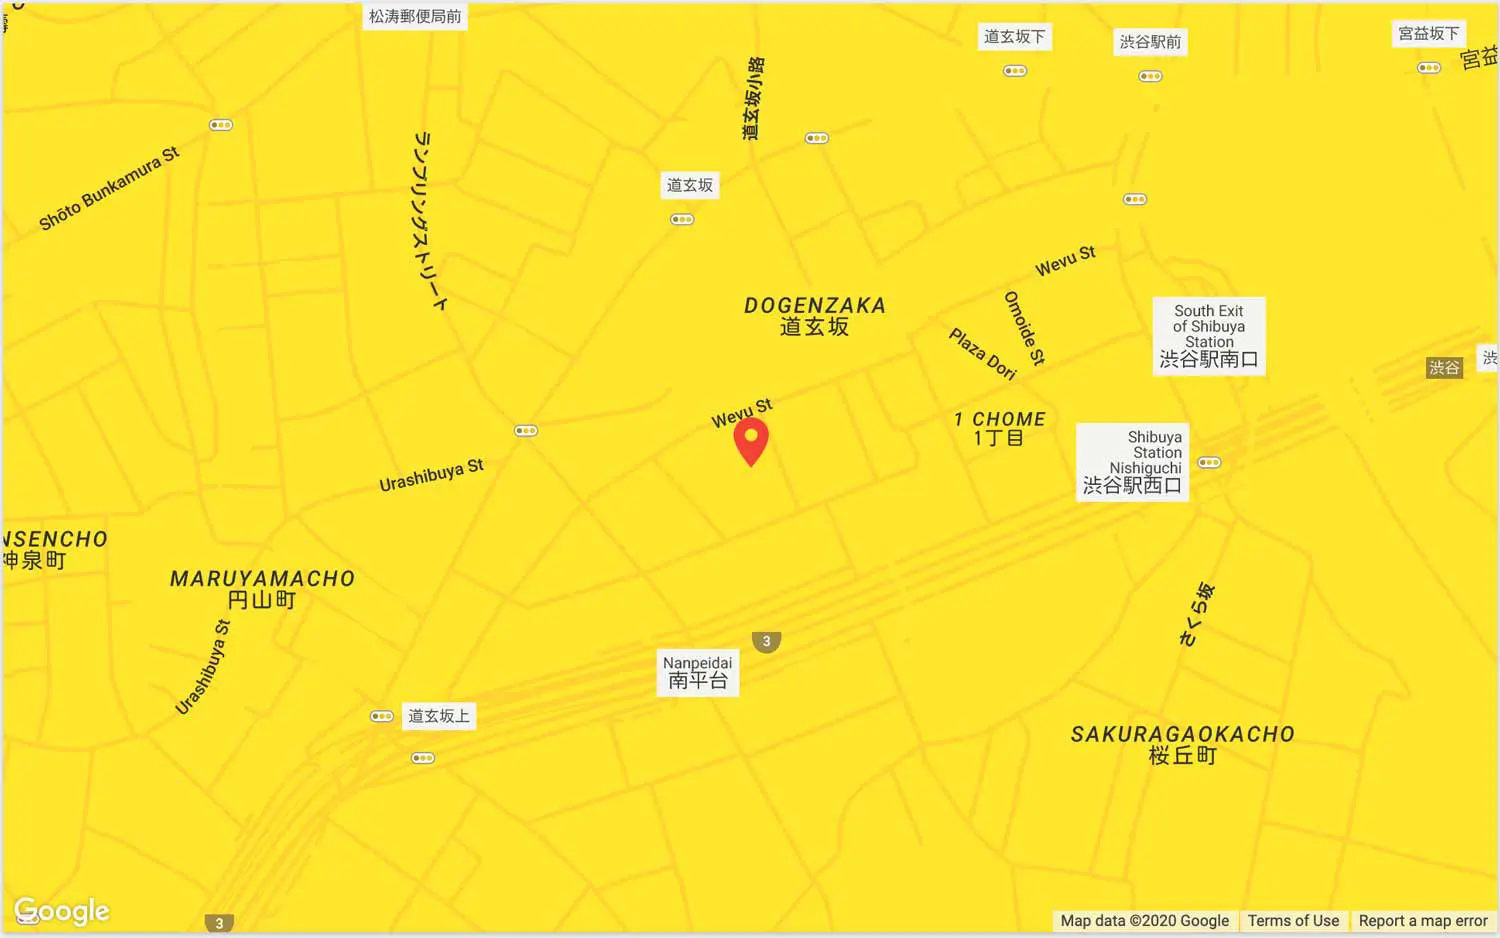 松涛郵便局前
道玄坂下
渋谷駅前
宮益坂下
宮益
道玄坂小路
Shōto Bunkamura St
ランブリングストリート
道玄坂
Wevu St
Omoide St
Plaza Dori
DOGENZAKA
道玄坂
South Exit
of Shibuya
Station
渋谷駅南口
渋谷
渋
Wevu St
1 CHOME
1丁目
Shibuya
Station
Nishiguchi
渋谷駅西口
Urashibuya St
NSENCHO
神泉町
MARUYAMACHO
円山町
Urashibuya St
さくら坂
3
Nanpeidai
南平台
道玄坂上
SAKURAGAOKACHO
桜丘町
Google
3
Map data ©2020 Google
Terms of Use
Report a map error